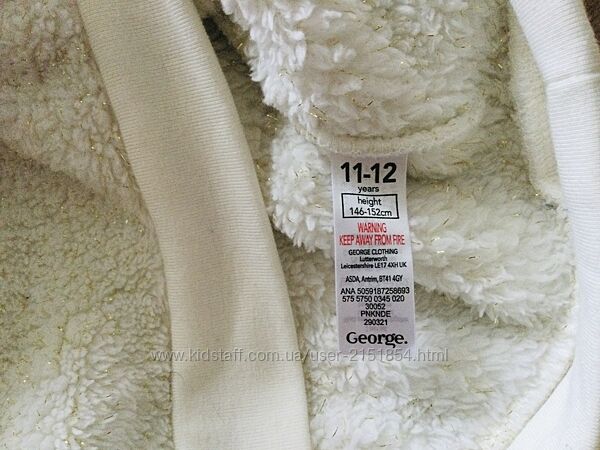 11-12
years
height
146-152cm
WARNING
KEEP AWAY FROM FIRE
GEORGE CLOTHING
Lutterworth
Leicestershire LE17 4XH UK
ASDA, Antrim, BT41 4GY
ANA 5059187258693
575 5750 0345 020
30052
PNKNDE
290321
George.
www.kidstaff.com.ua/user-2151854.html